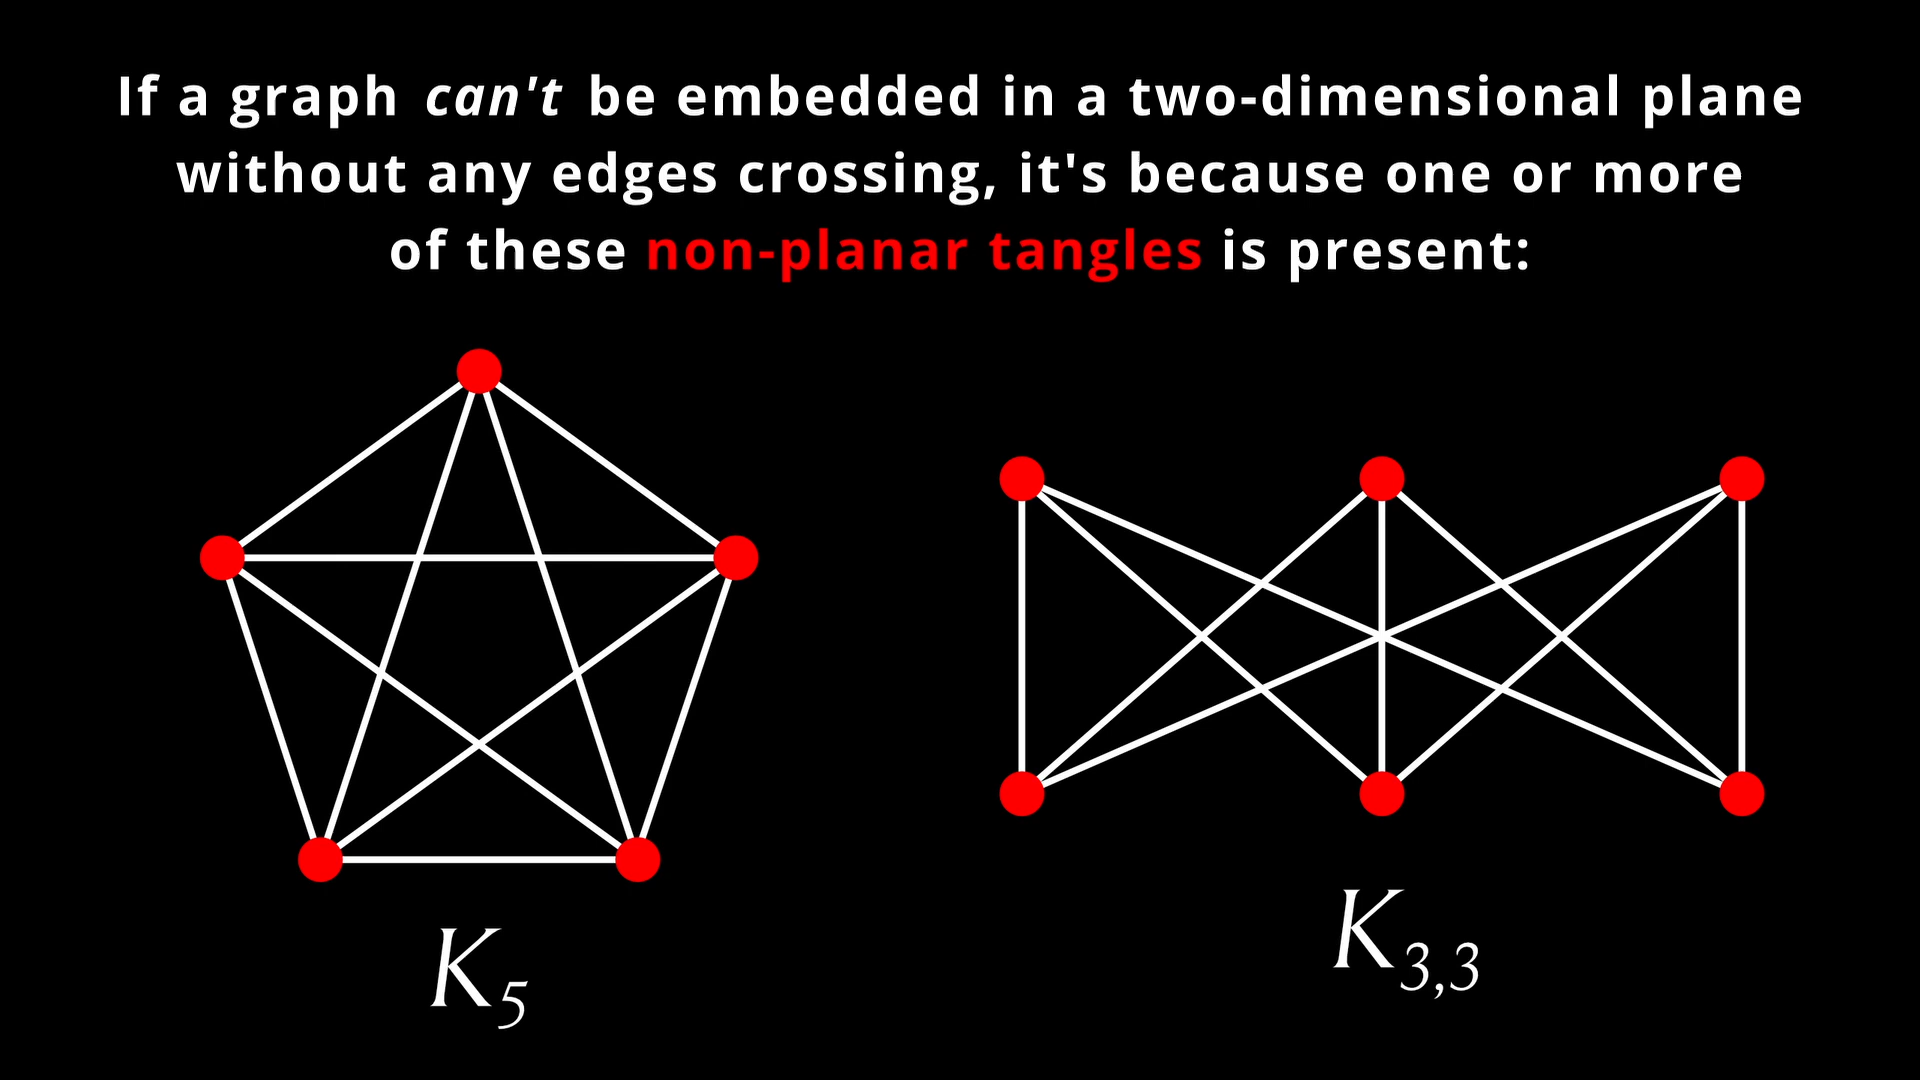 If a graph can't be embedded in a two-dimensional plane
without any edges crossing, it's because one or more
of these non-planar tangles is present:
K5
K3,3